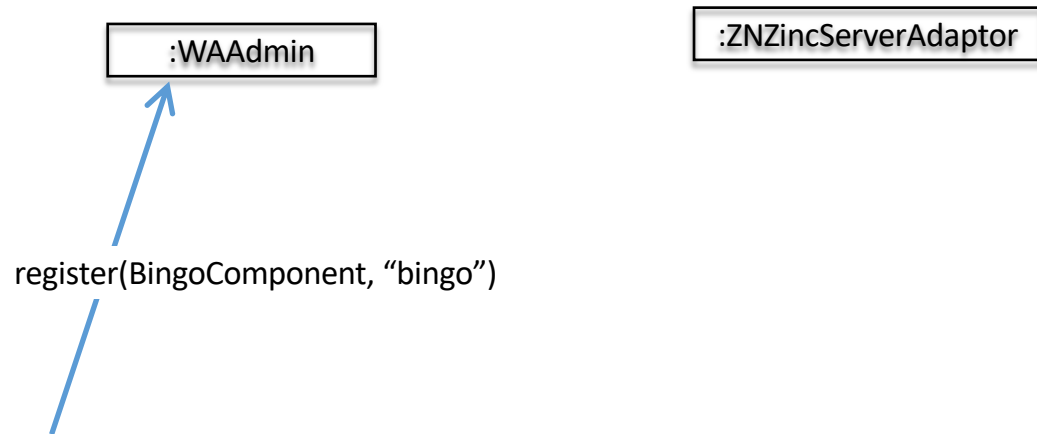 :WAAdmin
:ZNZincServerAdaptor
register(BingoComponent, “bingo”)